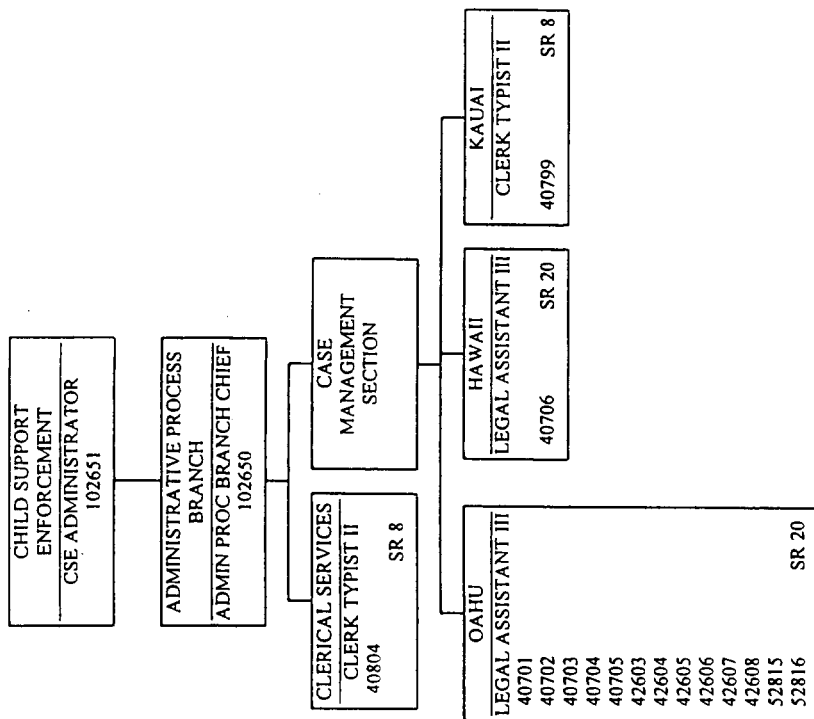 CHILD SUPPORT
ENFORCEMENT
CSE ADMINISTRATOR
102651
ADMINISTRATIVE PROCESS
BRANCH
ADMIN PROC BRANCH CHIEF
102650
CLERICAL SERVICES
CLERK TYPIST II
40804
SR 8
CASE
MANAGEMENT
SECTION
OAHU
LEGAL ASSISTANT III
40701
40702
40703
40704
40705
42603
42604
42605
42606
42607
42608
52815
52816 SR 20
HAWAII
LEGAL ASSISTANT III
40706 SR 20
KAUAI
CLERK TYPIST II
40799 SR 8